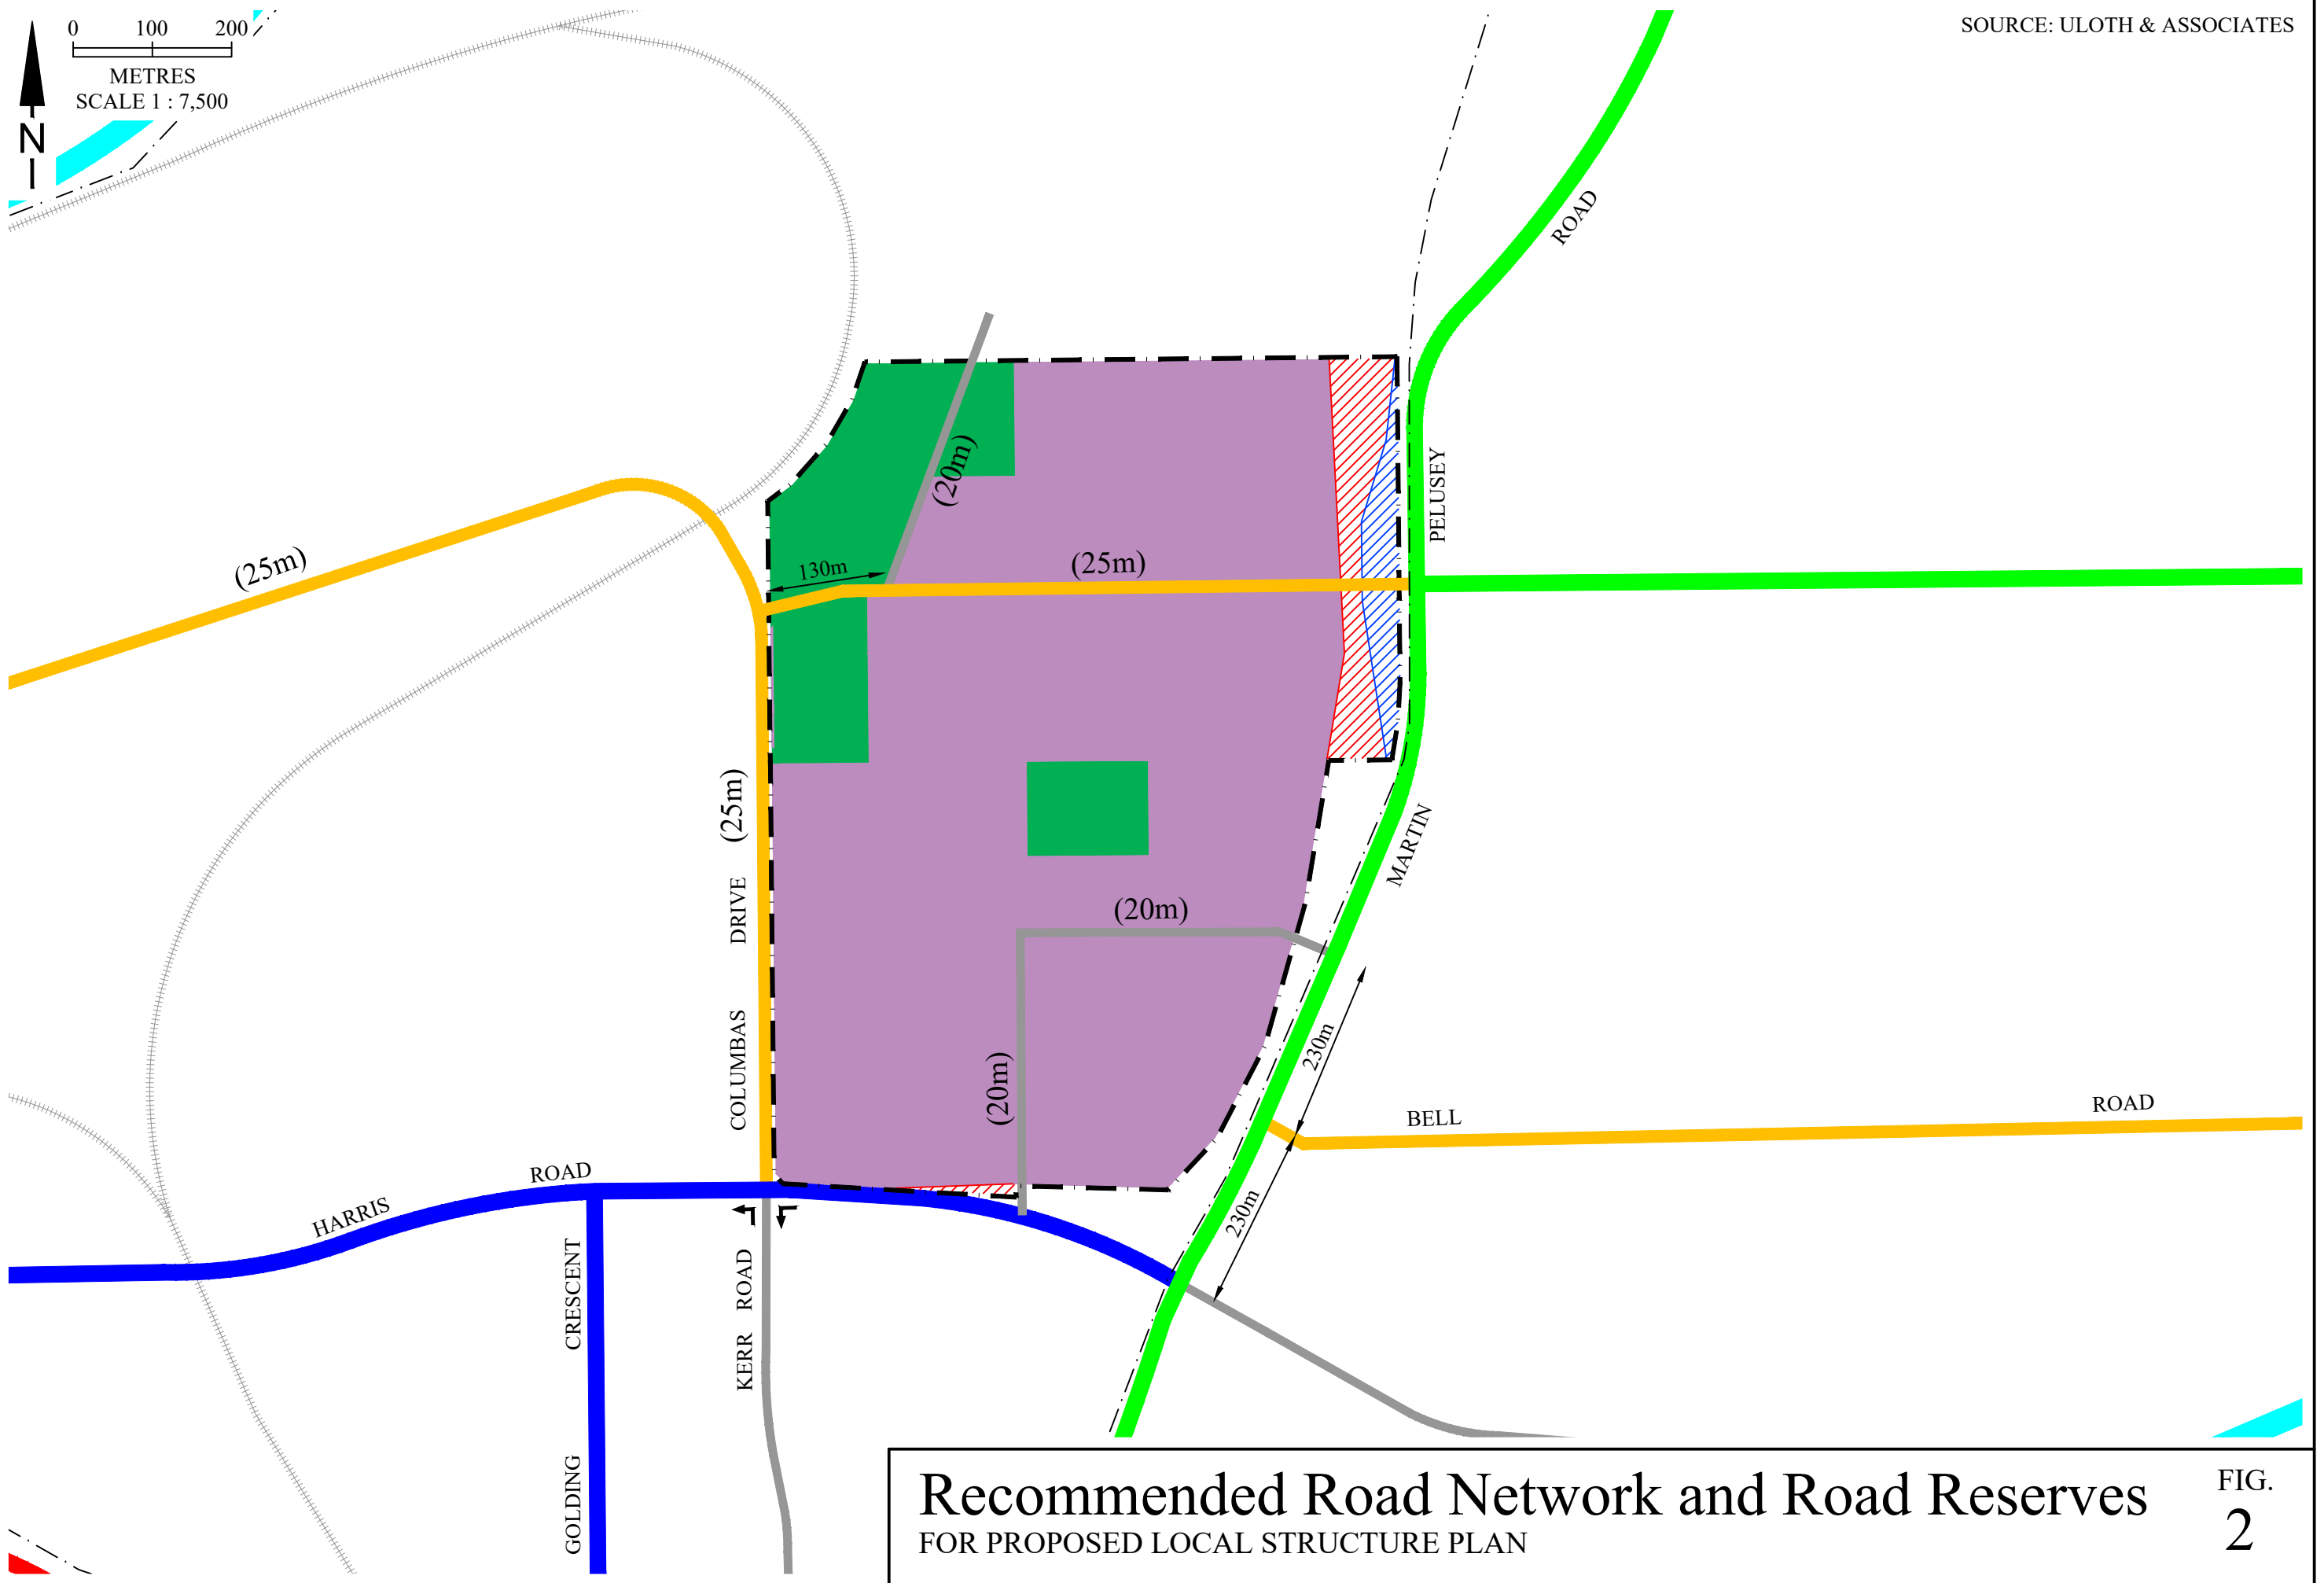 0 100 200
METRES
SCALE 1 : 7,500
N
SOURCE: ULOTH & ASSOCIATES
ROAD
PELUSEY
(20m)
(25m)
130m
(25m)
(25m)
DRIVE
COLUMBAS
MARTIN
(20m)
(20m)
230m
BELL ROAD
230m
HARRIS ROAD
CRESCENT
GOLDING
ROAD
KERR
Recommended Road Network and Road Reserves
FOR PROPOSED LOCAL STRUCTURE PLAN
FIG.
2